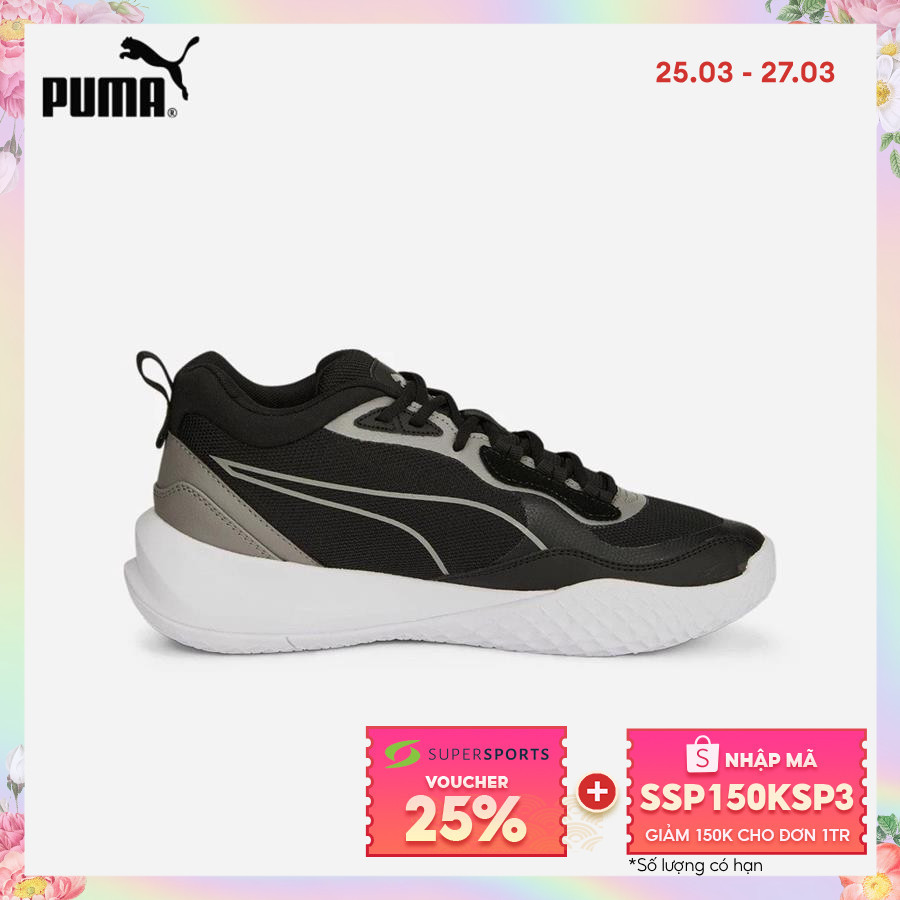 PUMA®
25.03 - 27.03
SUPERSPORTS
VOUCHER
25%
+
S NHẬP MÃ
SSP150KSP3
GIẢM 150K CHO ĐƠN 1TR
*Số lượng có hạn